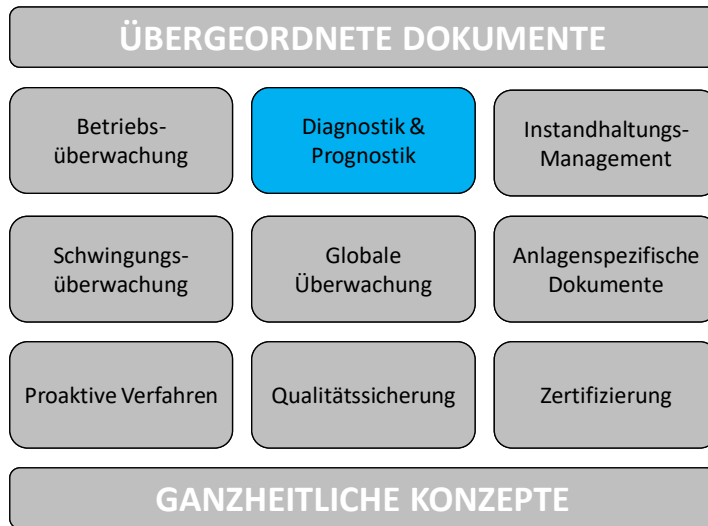 ÜBERGEORDNETE DOKUMENTE
Betriebs-
überwachung
Diagnostik &
Prognostik
Instandhaltungs-
Management
Schwingungs-
überwachung
Globale
Überwachung
Anlagenspezifische
Dokumente
Proaktive Verfahren
Qualitätssicherung
Zertifizierung
GANZHEITLICHE KONZEPTE